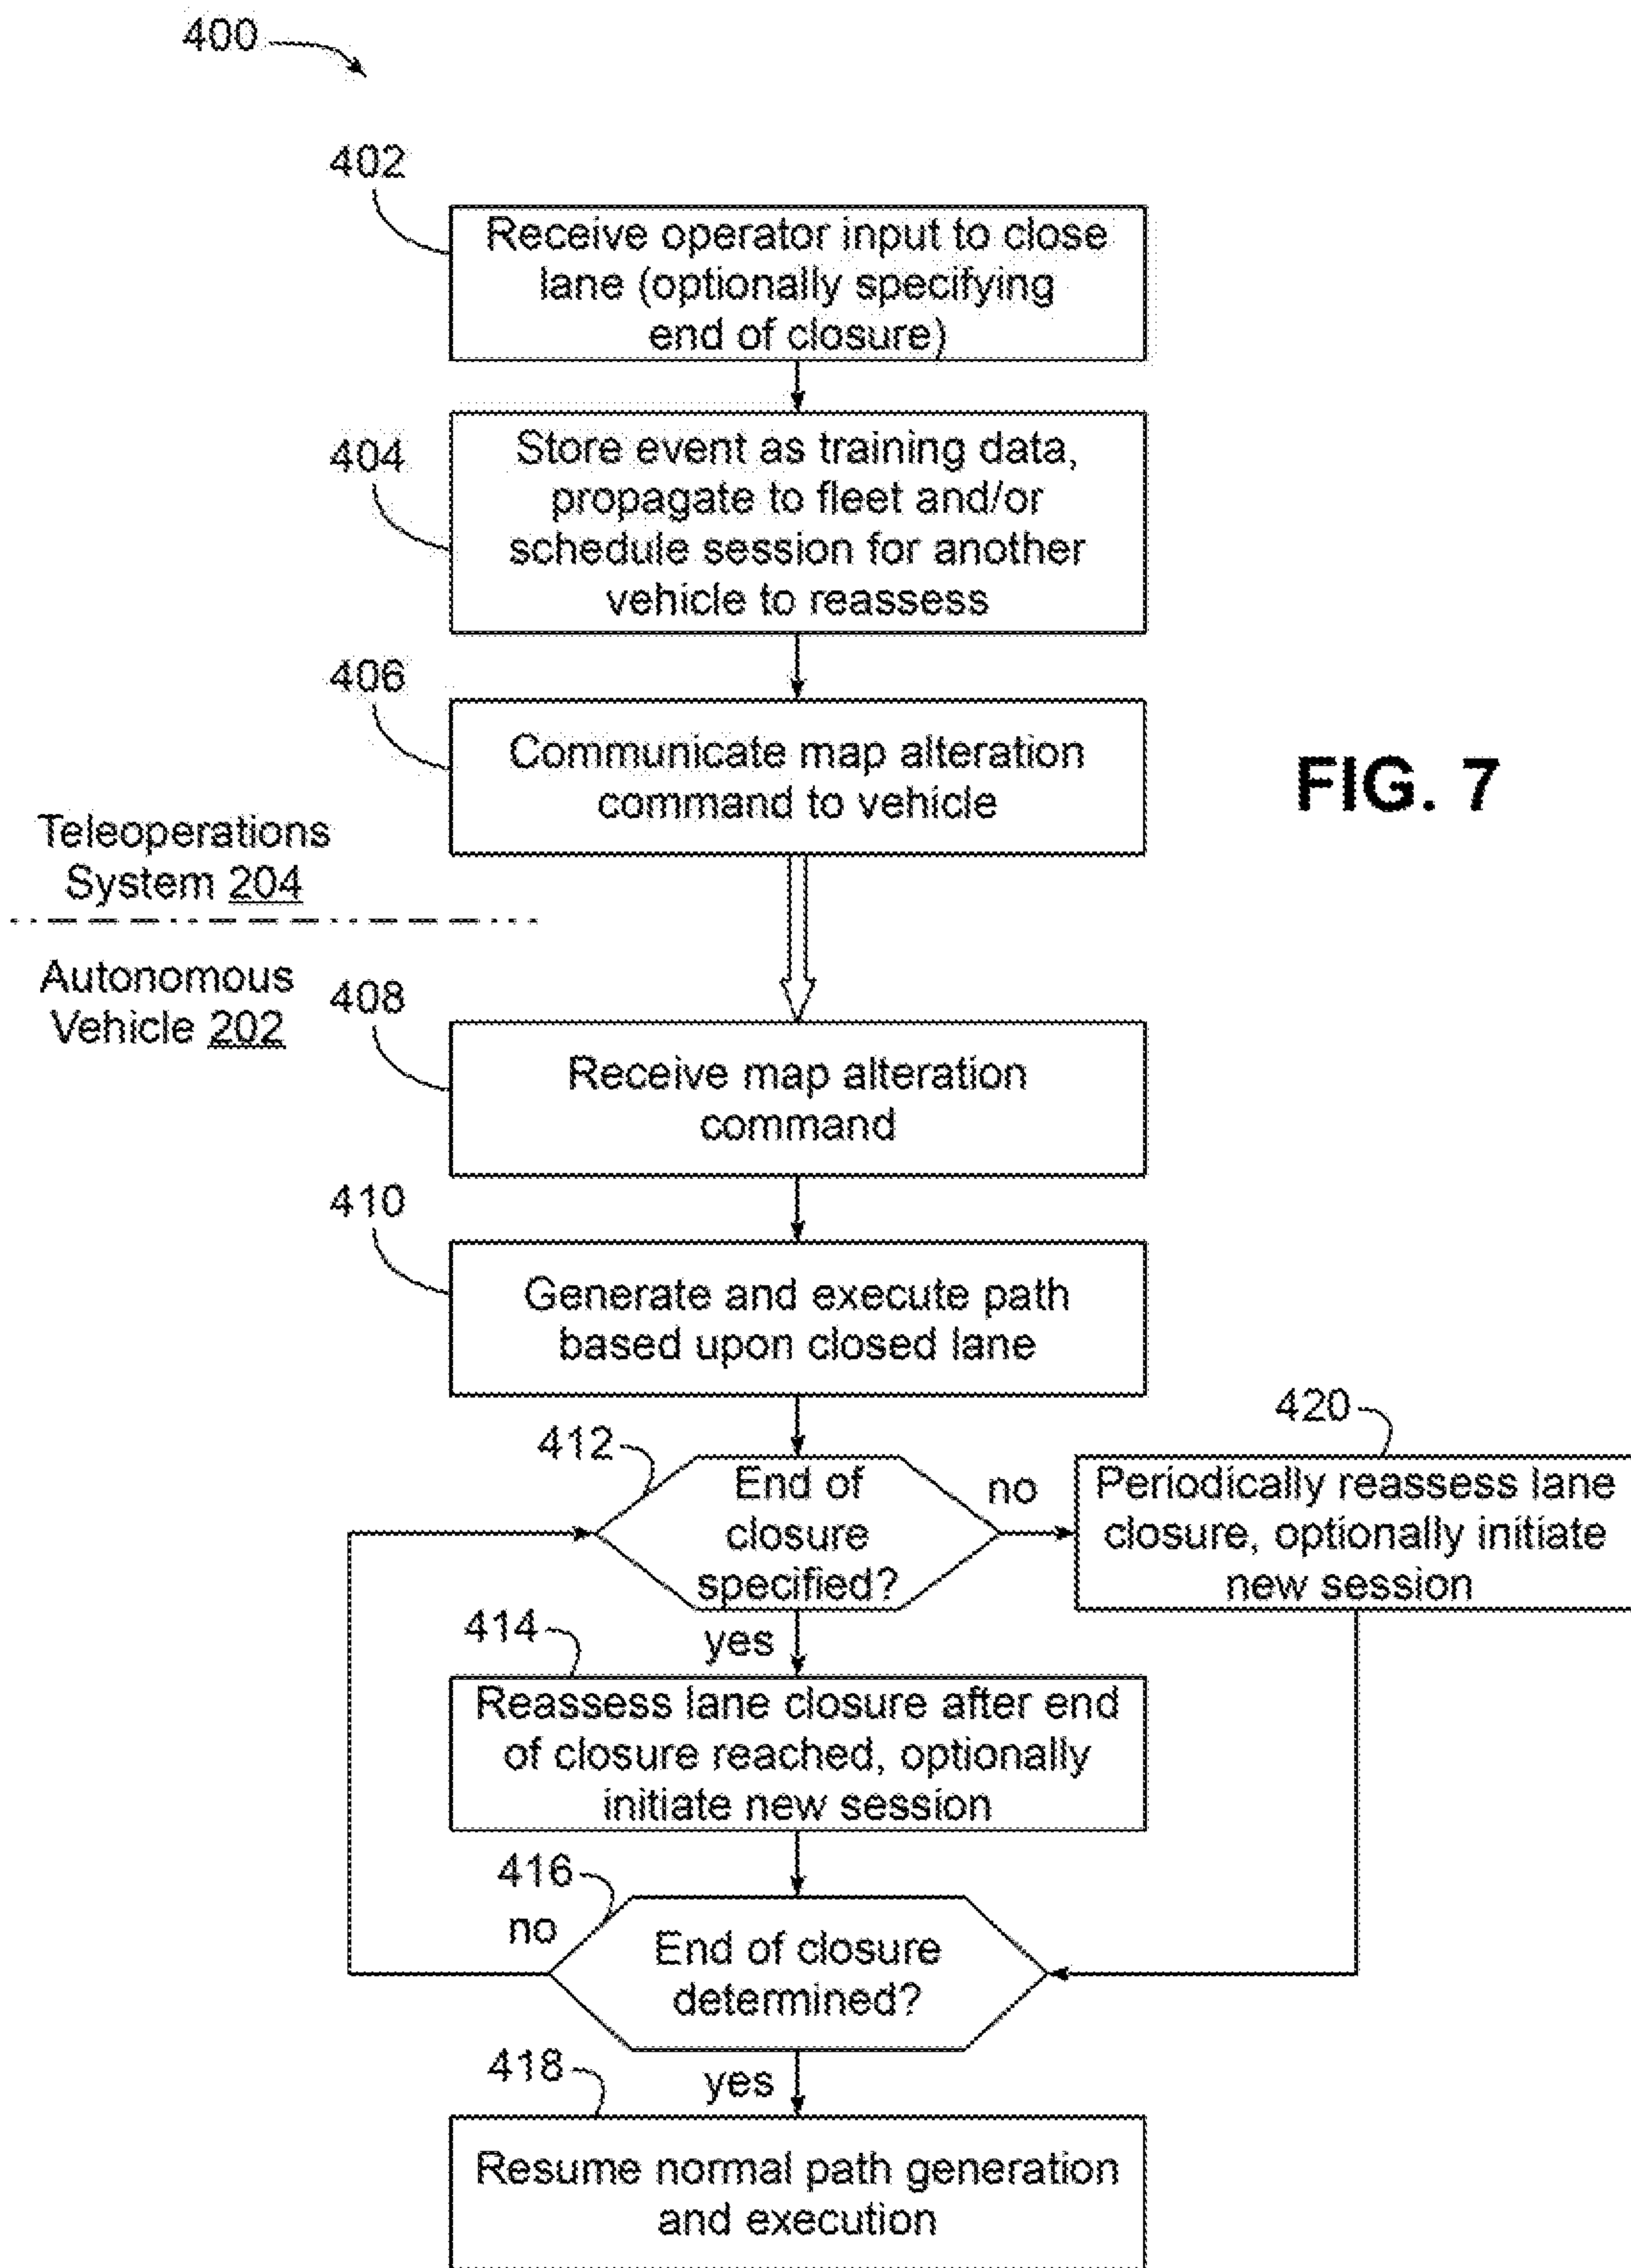 400
402
Receive operator input to close
lane (optionally specifying
end of closure)
404
Store event as training data,
propagate to fleet and/or
schedule session for another
vehicle to reassess
406
Communicate map alteration
command to vehicle
FIG. 7
Teleoperations
System 204
Autonomous
Vehicle 202
408
Receive map alteration
command
410
Generate and execute path
based upon closed lane
412
End of
closure
specified?
no
420
Periodically reassess lane
closure, optionally initiate
new session
yes
414
Reassess lane closure after end
of closure reached, optionally
initiate new session
416
no
End of closure
determined?
418
yes
Resume normal path generation
and execution